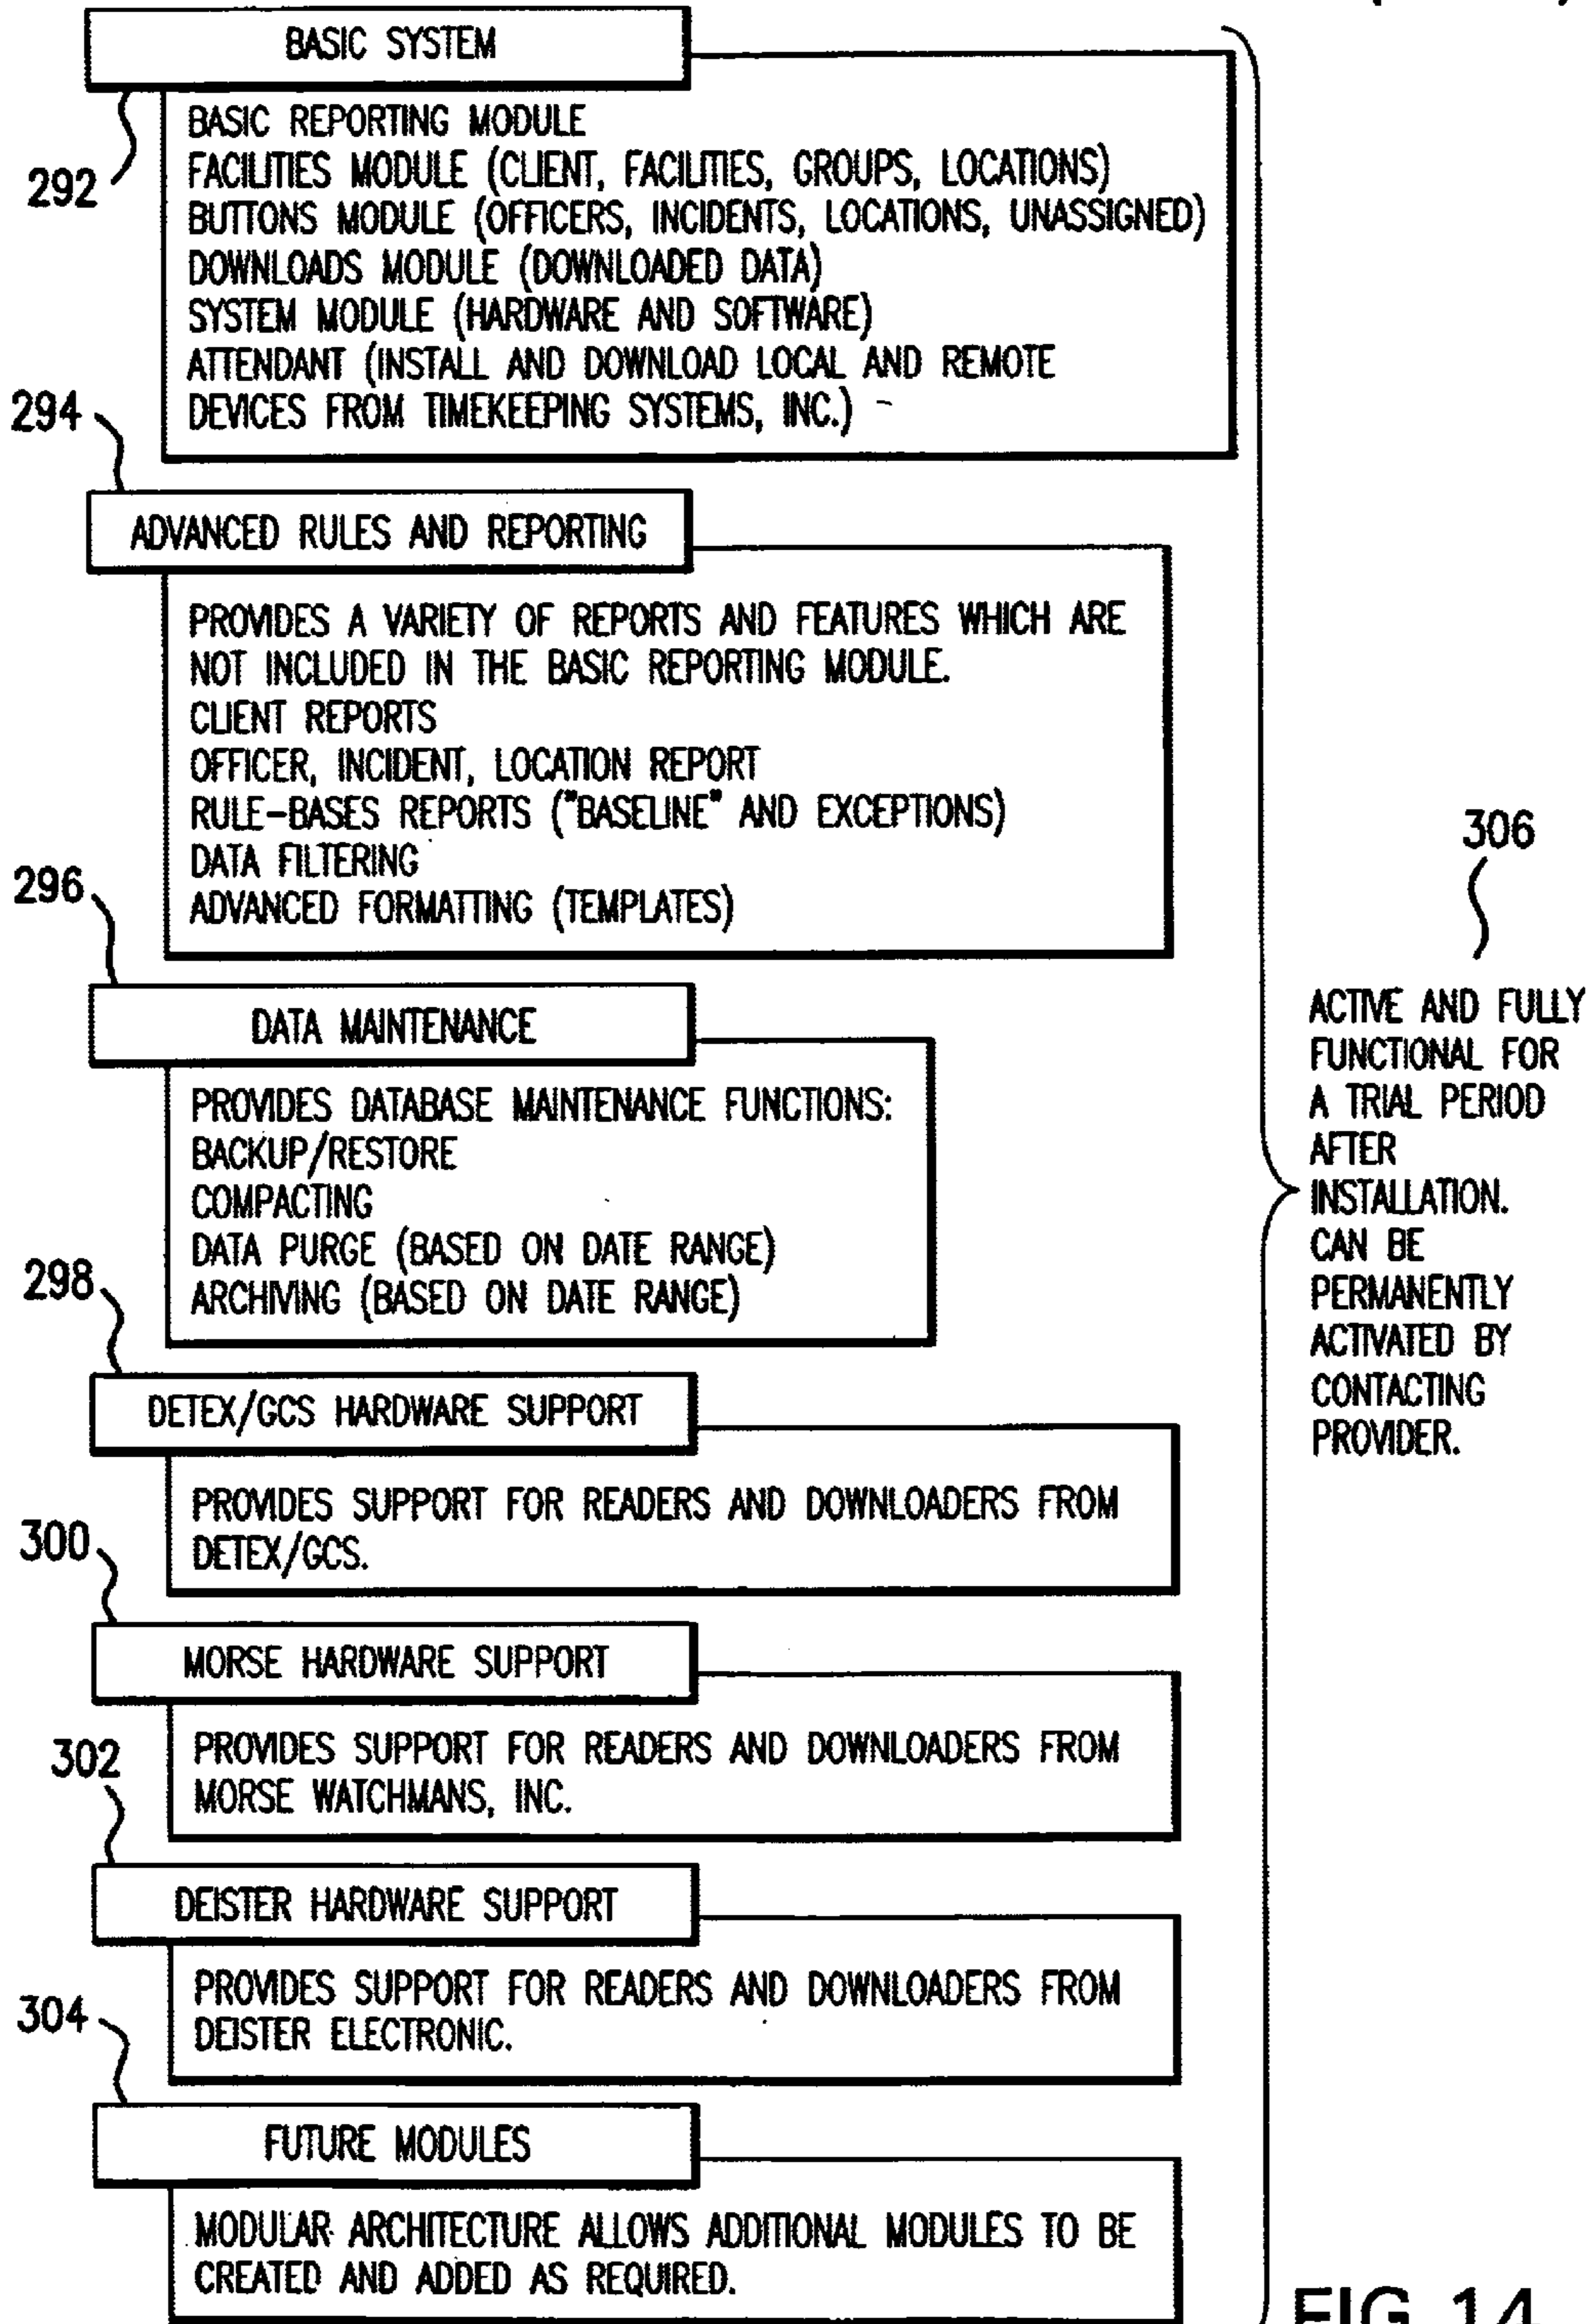 BASIC SYSTEM
292
BASIC REPORTING MODULE
FACILITIES MODULE (CLIENT, FACILITIES, GROUPS, LOCATIONS)
BUTTONS MODULE (OFFICERS, INCIDENTS, LOCATIONS, UNASSIGNED)
DOWNLOADS MODULE (DOWNLOADED DATA)
SYSTEM MODULE (HARDWARE AND SOFTWARE)
ATTENDANT (INSTALL AND DOWNLOAD LOCAL AND REMOTE
DEVICES FROM TIMEKEEPING SYSTEMS, INC.)
294
ADVANCED RULES AND REPORTING
PROVIDES A VARIETY OF REPORTS AND FEATURES WHICH ARE
NOT INCLUDED IN THE BASIC REPORTING MODULE.
CLIENT REPORTS
OFFICER, INCIDENT, LOCATION REPORT
RULE-BASES REPORTS ("BASELINE" AND EXCEPTIONS)
DATA FILTERING
ADVANCED FORMATTING (TEMPLATES)
296
DATA MAINTENANCE
PROVIDES DATABASE MAINTENANCE FUNCTIONS:
BACKUP/RESTORE
COMPACTING
DATA PURGE (BASED ON DATE RANGE)
ARCHIVING (BASED ON DATE RANGE)
298
DETEX/GCS HARDWARE SUPPORT
PROVIDES SUPPORT FOR READERS AND DOWNLOADERS FROM
DETEX/GCS.
300
MORSE HARDWARE SUPPORT
PROVIDES SUPPORT FOR READERS AND DOWNLOADERS FROM
MORSE WATCHMANS, INC.
302
DEISTER HARDWARE SUPPORT
PROVIDES SUPPORT FOR READERS AND DOWNLOADERS FROM
DEISTER ELECTRONIC.
304
FUTURE MODULES
MODULAR ARCHITECTURE ALLOWS ADDITIONAL MODULES TO BE
CREATED AND ADDED AS REQUIRED.
306
ACTIVE AND FULLY
FUNCTIONAL FOR
A TRIAL PERIOD
AFTER
INSTALLATION.
CAN BE
PERMANENTLY
ACTIVATED BY
CONTACTING
PROVIDER.
FIG. 14